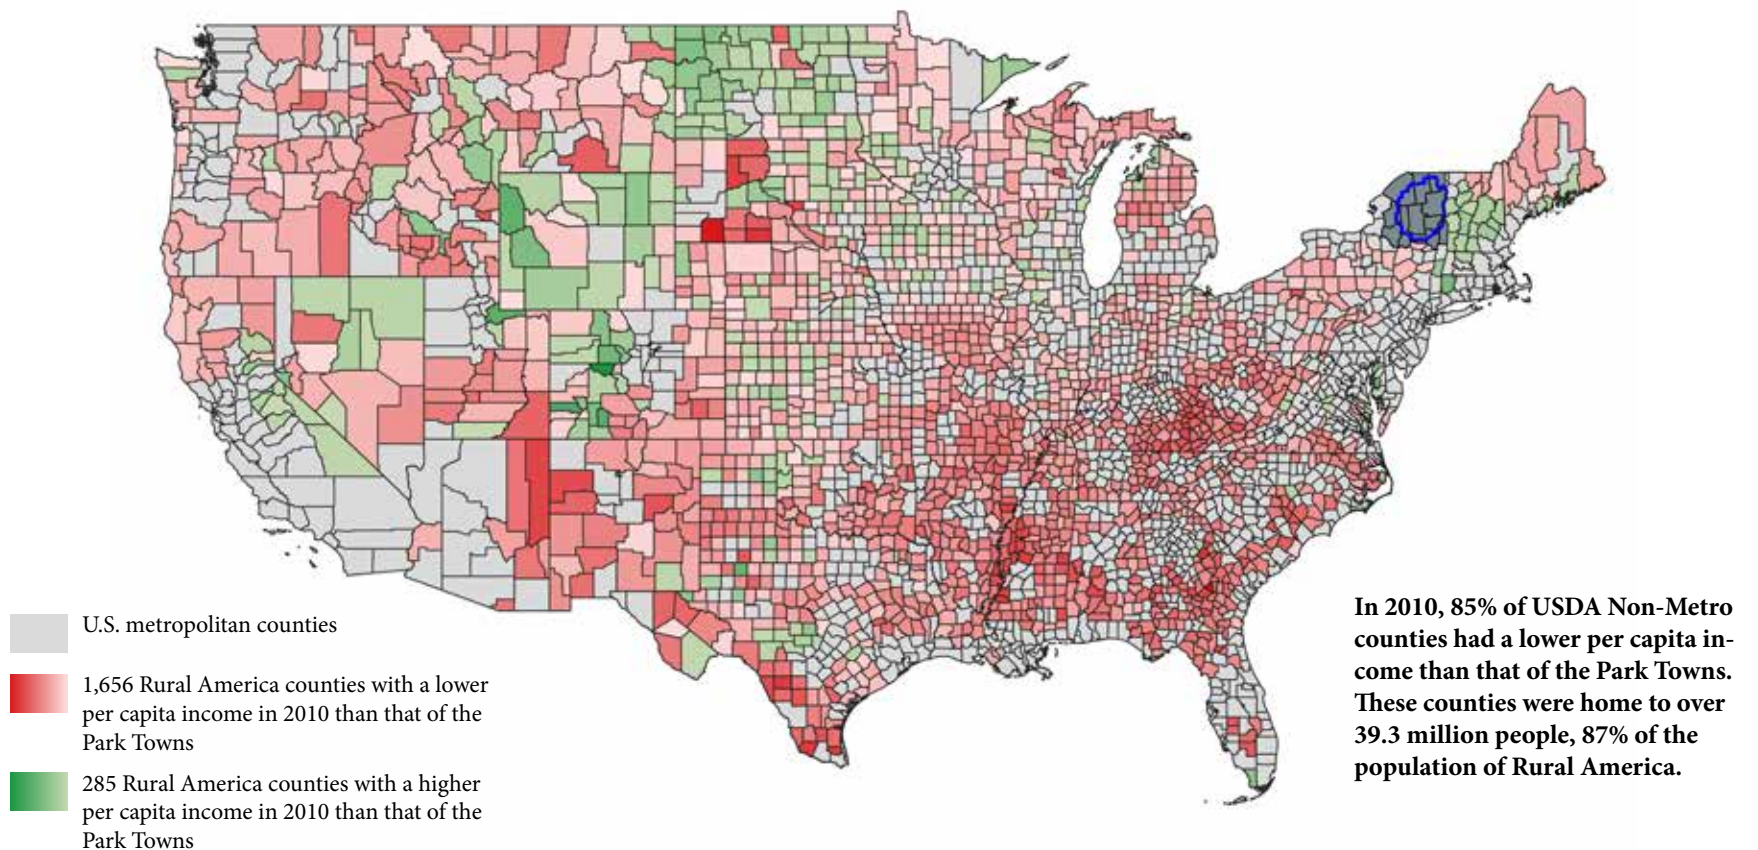 U.S. metropolitan counties
1,656 Rural America counties with a lower
per capita income in 2010 than that of the
Park Towns
285 Rural America counties with a higher
per capita income in 2010 than that of the
Park Towns
In 2010, 85% of USDA Non-Metro
counties had a lower per capita in-
come than that of the Park Towns.
These counties were home to over
39.3 million people, 87% of the
population of Rural America.